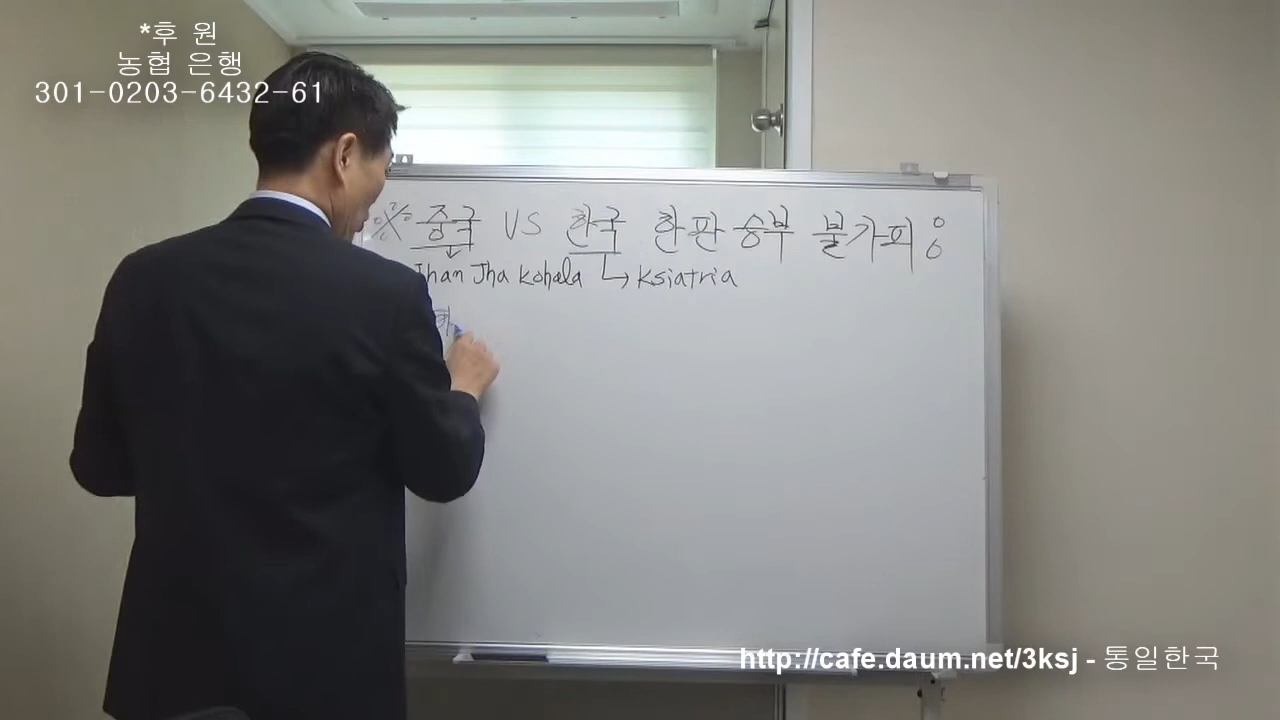 *후 원
농협 은행
301-0203-6432-61
※ 중국 VS 한국 한판 승부 불가피 %
Jhan Jha Kohala → Ksiatria
http://cafe.daum.net/3ksj - 통일한국